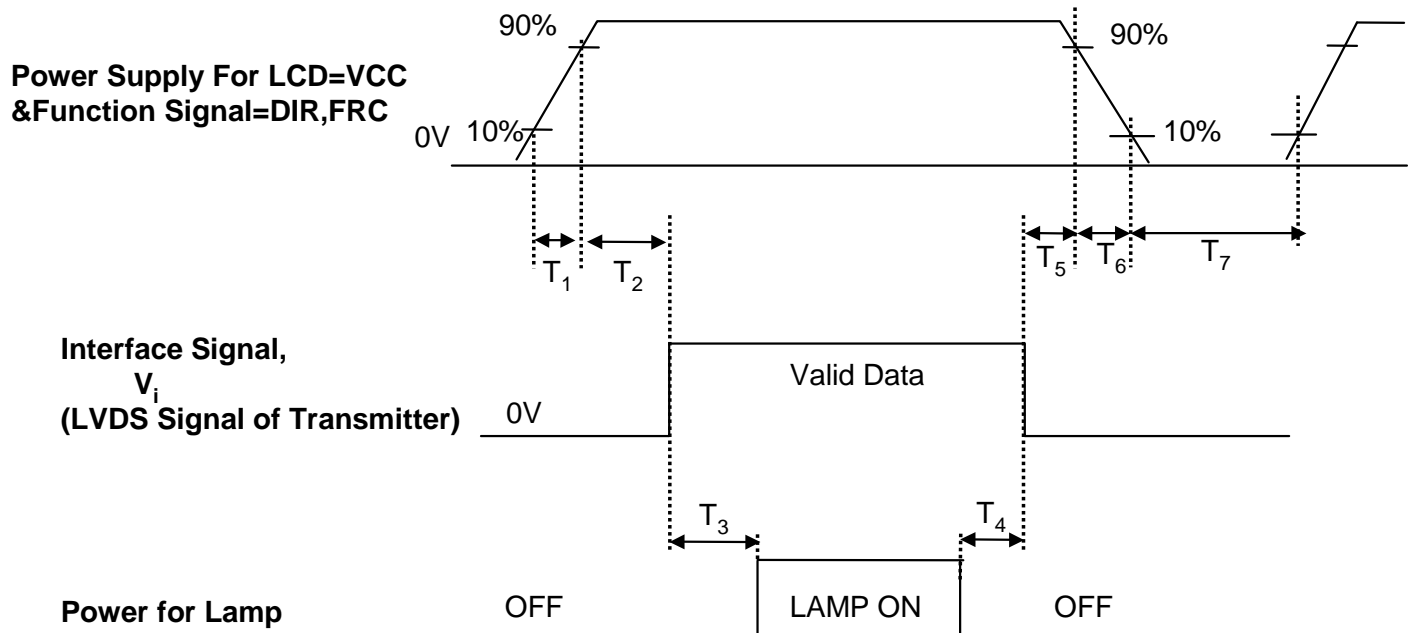 90%
90%
Power Supply For LCD=VCC
&Function Signal=DIR,FRC
0V
10%
10%
T1
T2
T5
T6
T7
Interface Signal,
Vi
(LVDS Signal of Transmitter)
0V
Valid Data
T3
T4
Power for Lamp
OFF
LAMP ON
OFF